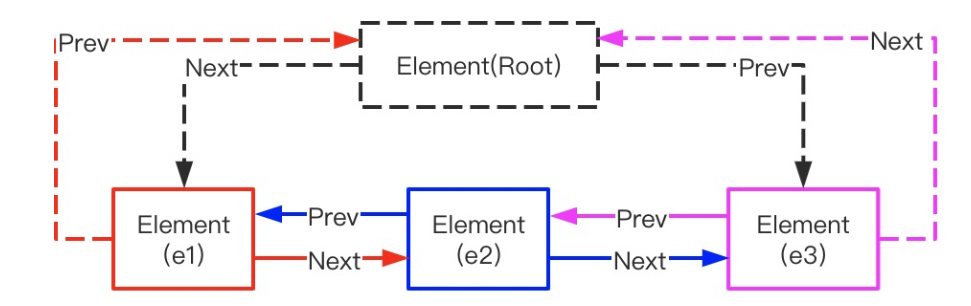 Prev
Next
Element(Root)
Prev
Next
Element
(e1)
Prev
Next
Element
(e2)
Prev
Next
Element
(e3)